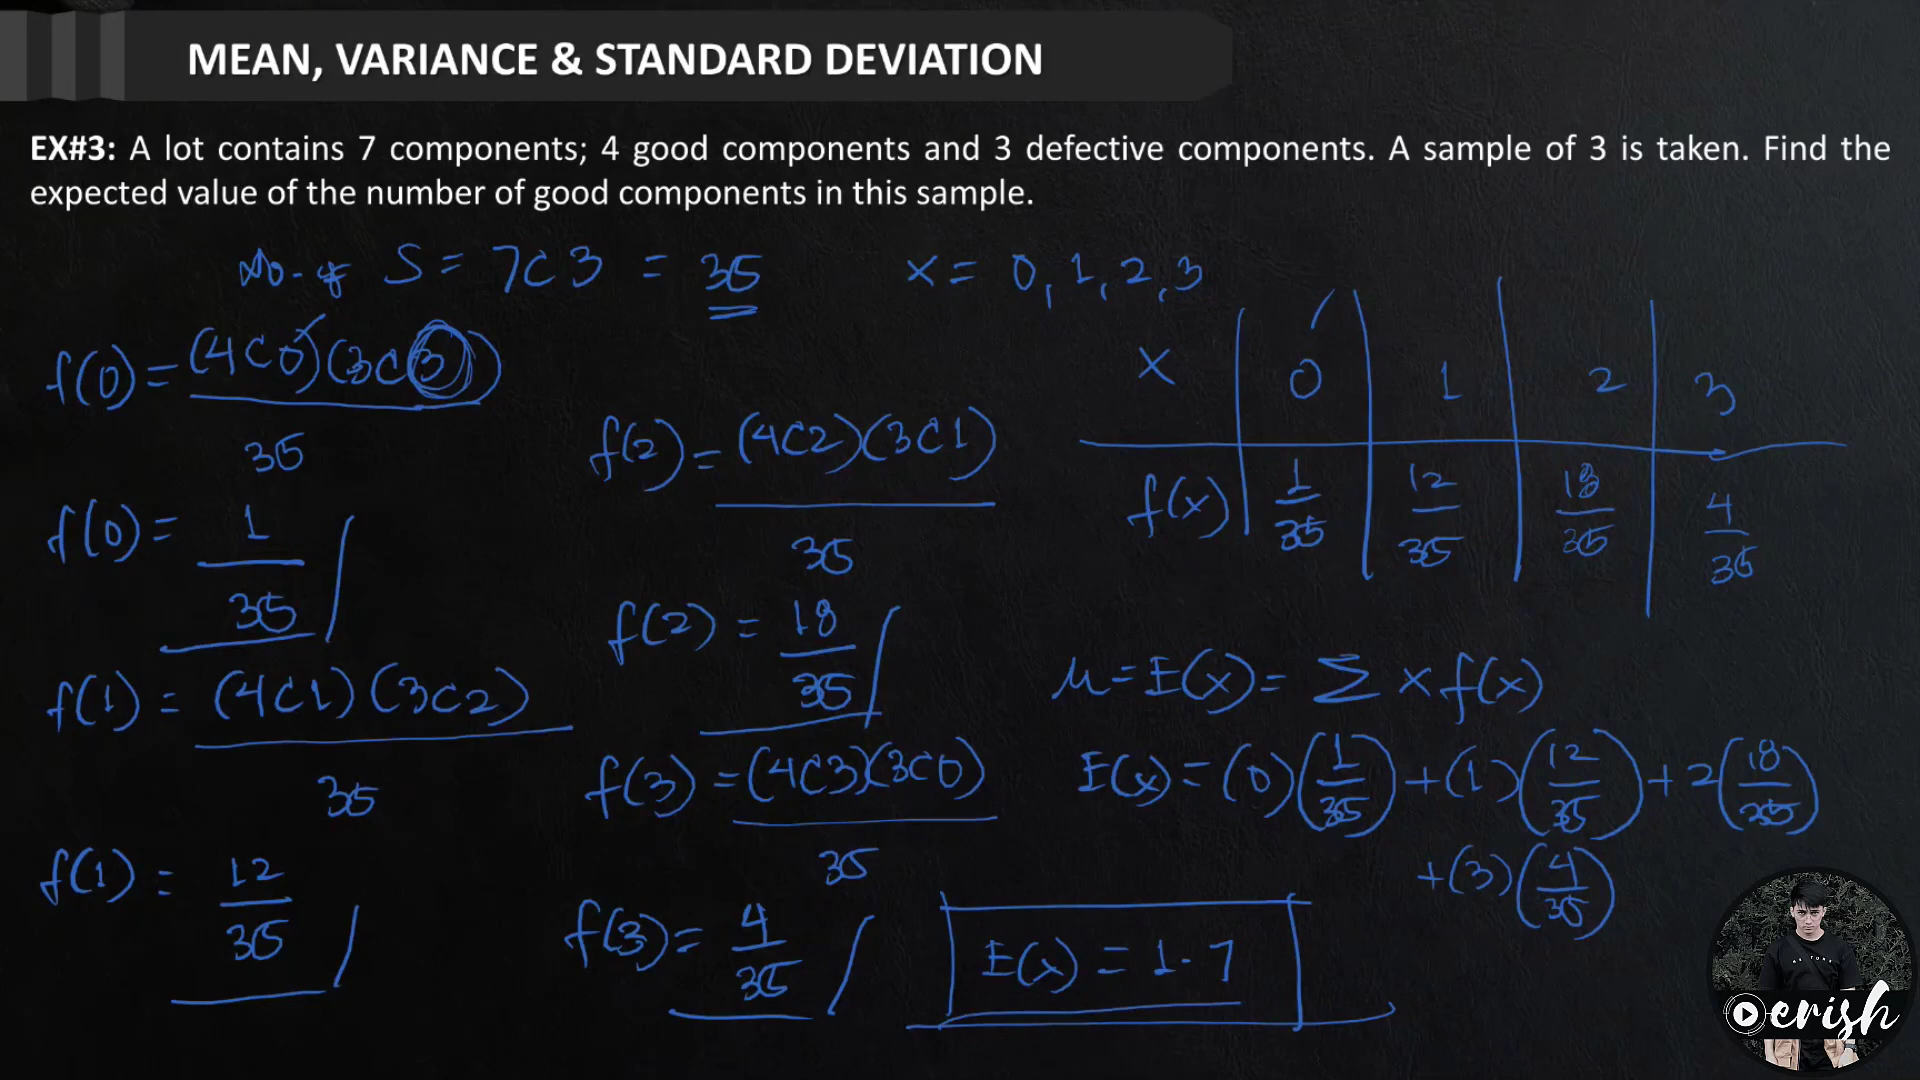 MEAN, VARIANCE & STANDARD DEVIATION
EX#3: A lot contains 7 components; 4 good components and 3 defective components. A sample of 3 is taken. Find the
expected value of the number of good components in this sample.
No. of S = 7C3 = 35
x = 0, 1, 2, 3
f(0) = (4C0)(3C3)
35
f(0) = 1
35
f(1) = (4C1)(3C2)
35
f(1) = 12
35
f(2) = (4C2)(3C1)
35
f(2) = 18
35
f(3) = (4C3)(3C0)
35
f(3) = 4
35
x 0 1 2 3
f(x) 1/35 12/35 18/35 4/35
μ = E(x) = Σ x f(x)
E(x) = (0)(1/35) + (1)(12/35) + 2(18/35)
+ (3)(4/35)
E(x) = 1.7
erish